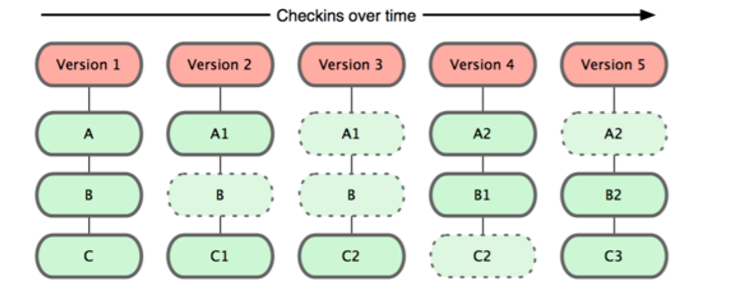 Checkins over time
Version 1 Version 2 Version 3 Version 4 Version 5
A A1 A1 A2 A2
B B B B1 B2
C C1 C2 C2 C3